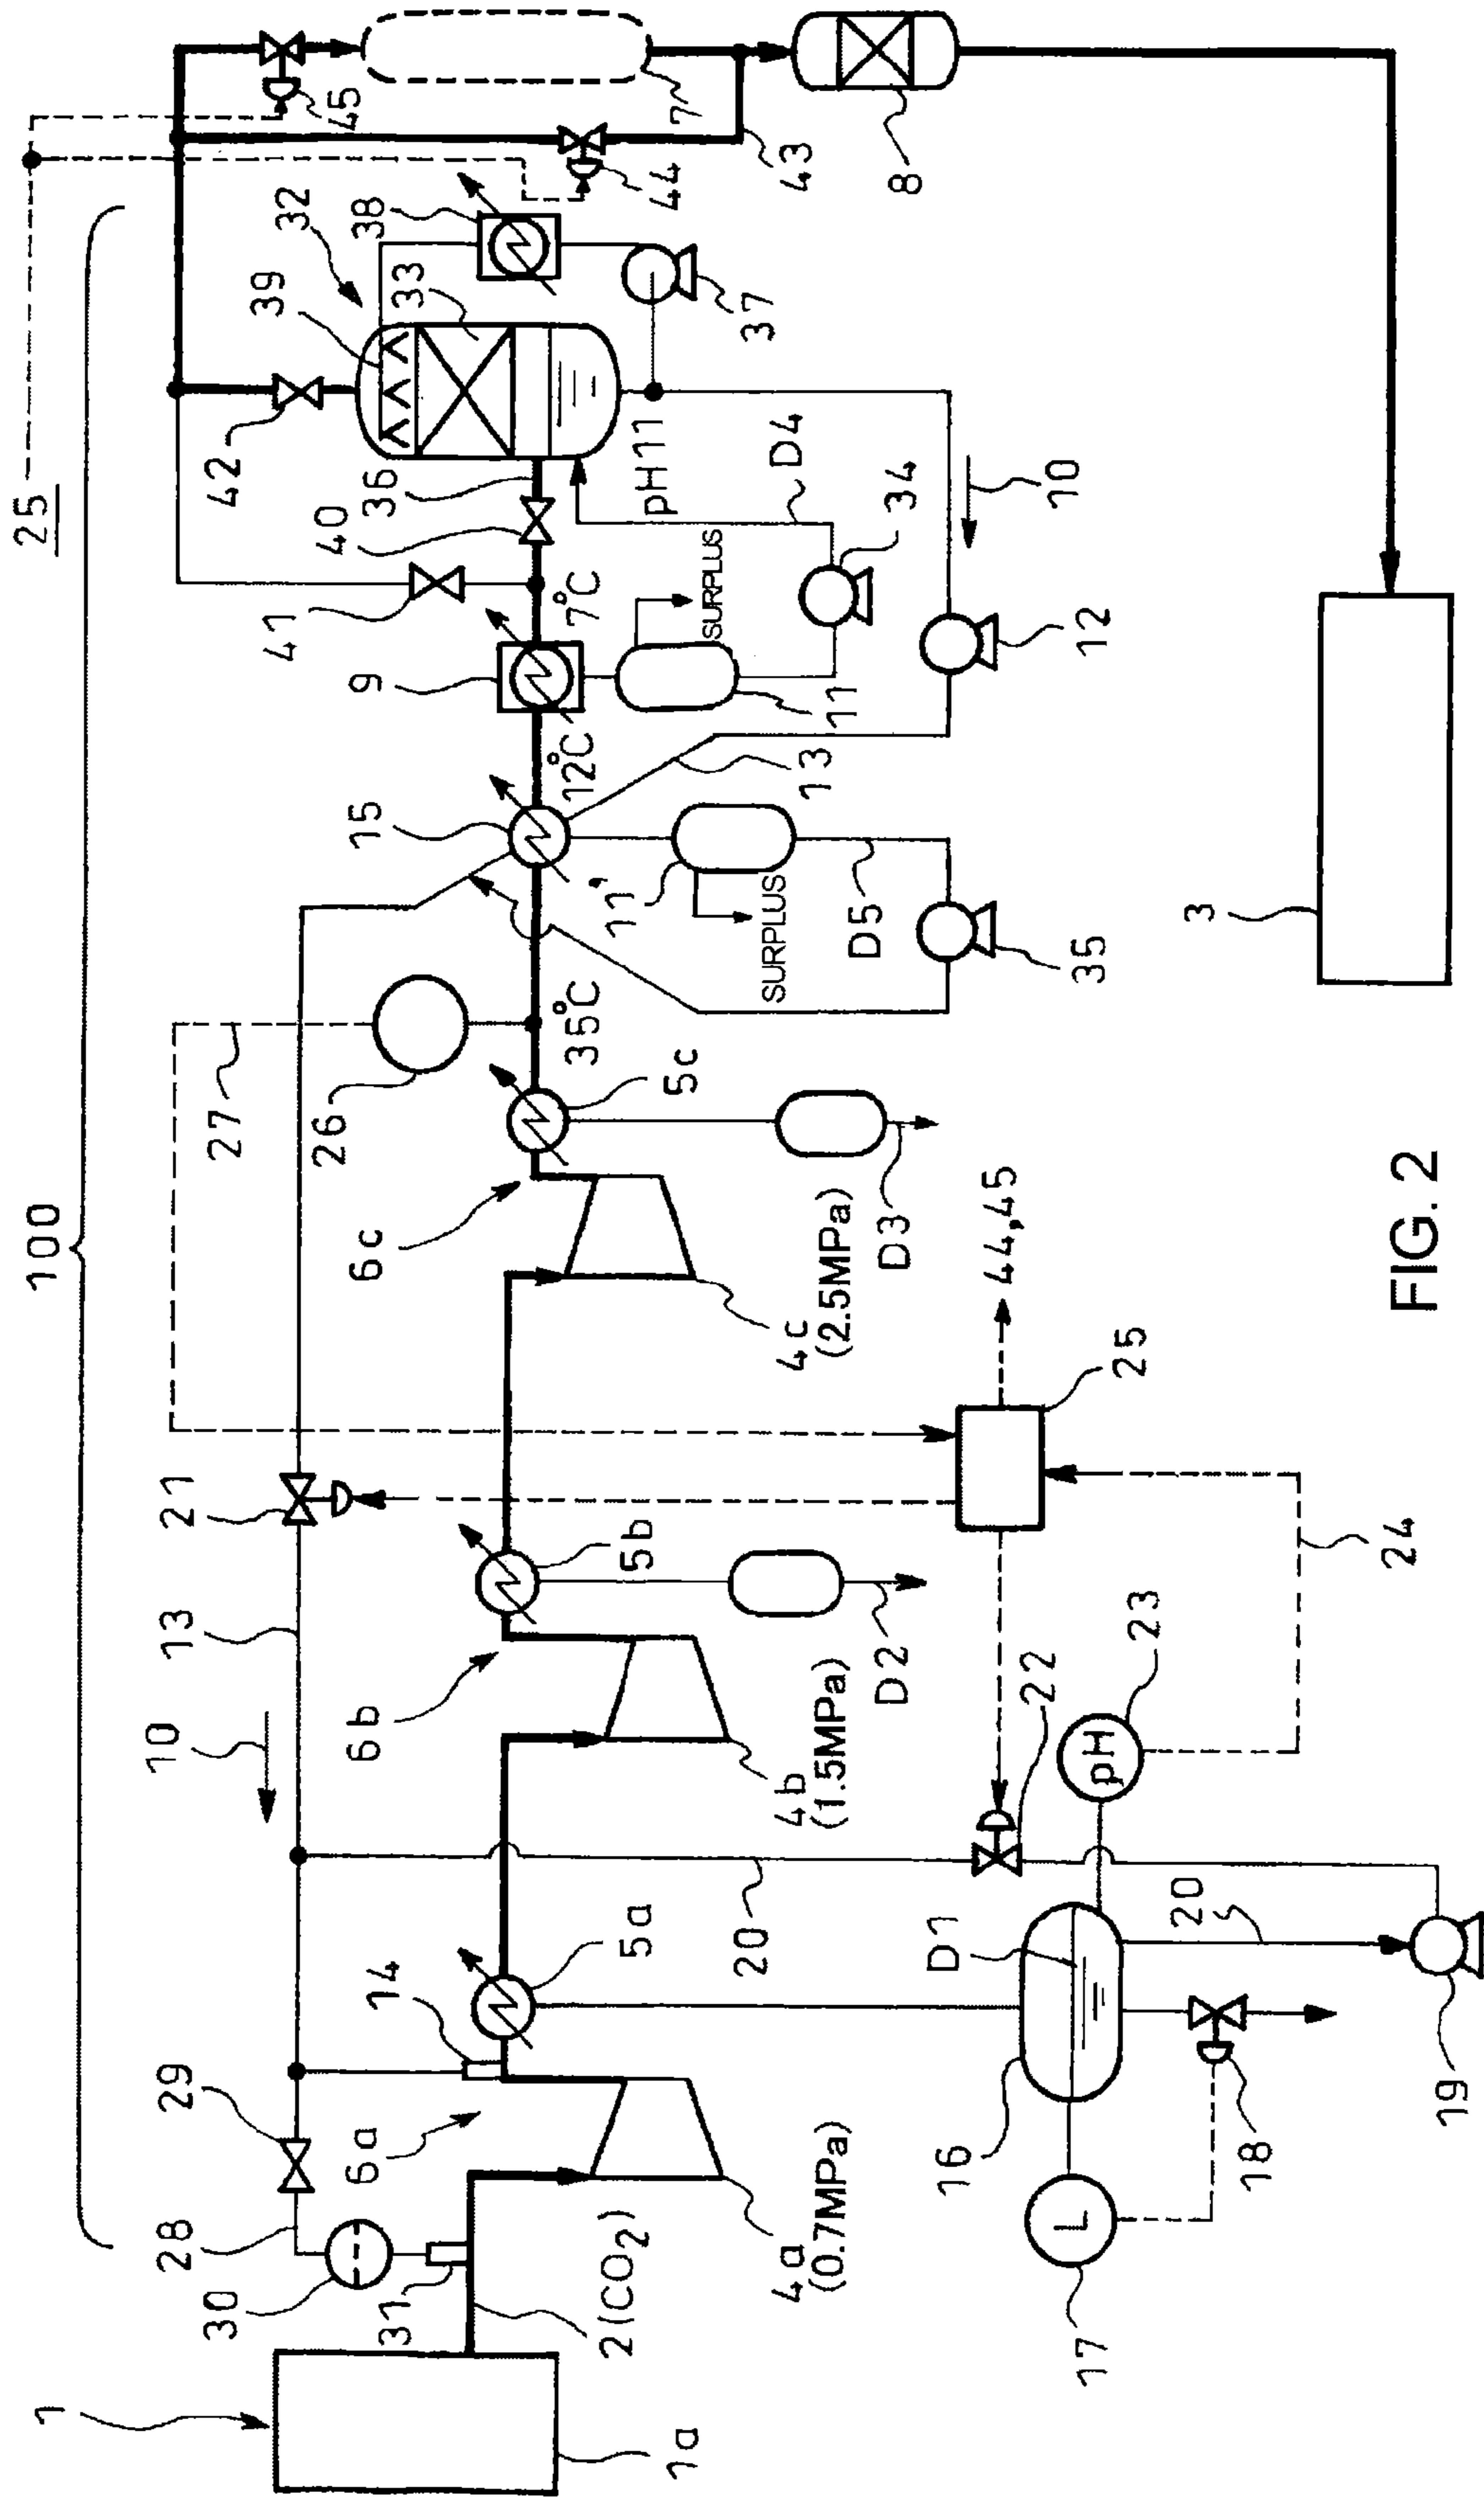 100
25
1
1a
2(CO₂)
28
29
30
31
6a
14
4a
(0.7MPa)
5a
10
13
21
6b
5b
4b
(1.5MPa)
D2
20
22
pH
23
24
25
44,45
D1
20
16
17
L
18
19
27
26
6c
5c
35°C
4c
(2.5MPa)
D3
15
12°C
11'
SURPLUS
D5
35
13
9
7°C
11
SURPLUS
41
40
36
42
39
32
33
38
37
pH11
D4
34
10
12
45
44
7
43
8
3
FIG. 2